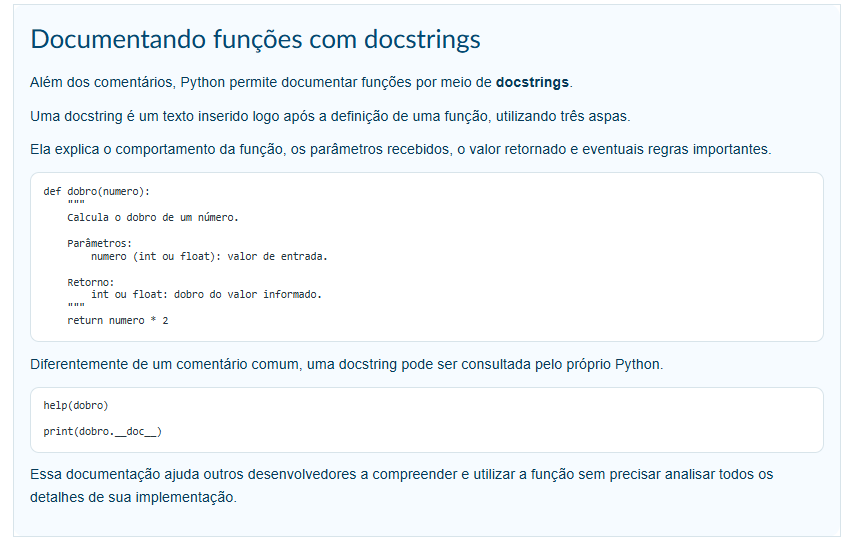 Documentando funções com docstrings
Além dos comentários, Python permite documentar funções por meio de docstrings.
Uma docstring é um texto inserido logo após a definição de uma função, utilizando três aspas.
Ela explica o comportamento da função, os parâmetros recebidos, o valor retornado e eventuais regras importantes.
def dobro(numero):
    """
    Calcula o dobro de um número.
    Parâmetros:
        numero (int ou float): valor de entrada.
    Retorno:
        int ou float: dobro do valor informado.
    """
    return numero * 2
Diferentemente de um comentário comum, uma docstring pode ser consultada pelo próprio Python.
help(dobro)
print(dobro.__doc__)
Essa documentação ajuda outros desenvolvedores a compreender e utilizar a função sem precisar analisar todos os
detalhes de sua implementação.